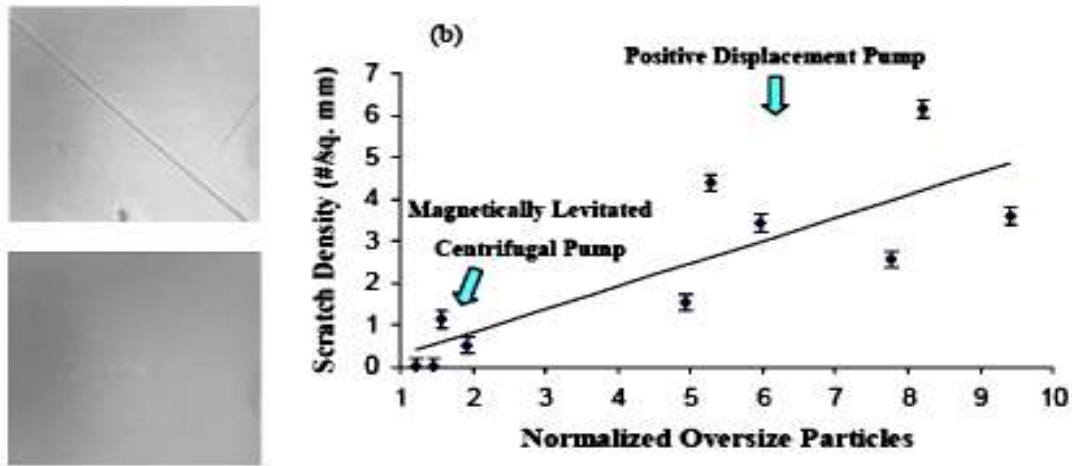 (b)
Positive Displacement Pump
Magnetically Levitated
Centrifugal Pump
Scratch Density (#/sq. mm)
7
6
5
4
3
2
1
0
1 2 3 4 5 6 7 8 9 10
Normalized Oversize Particles